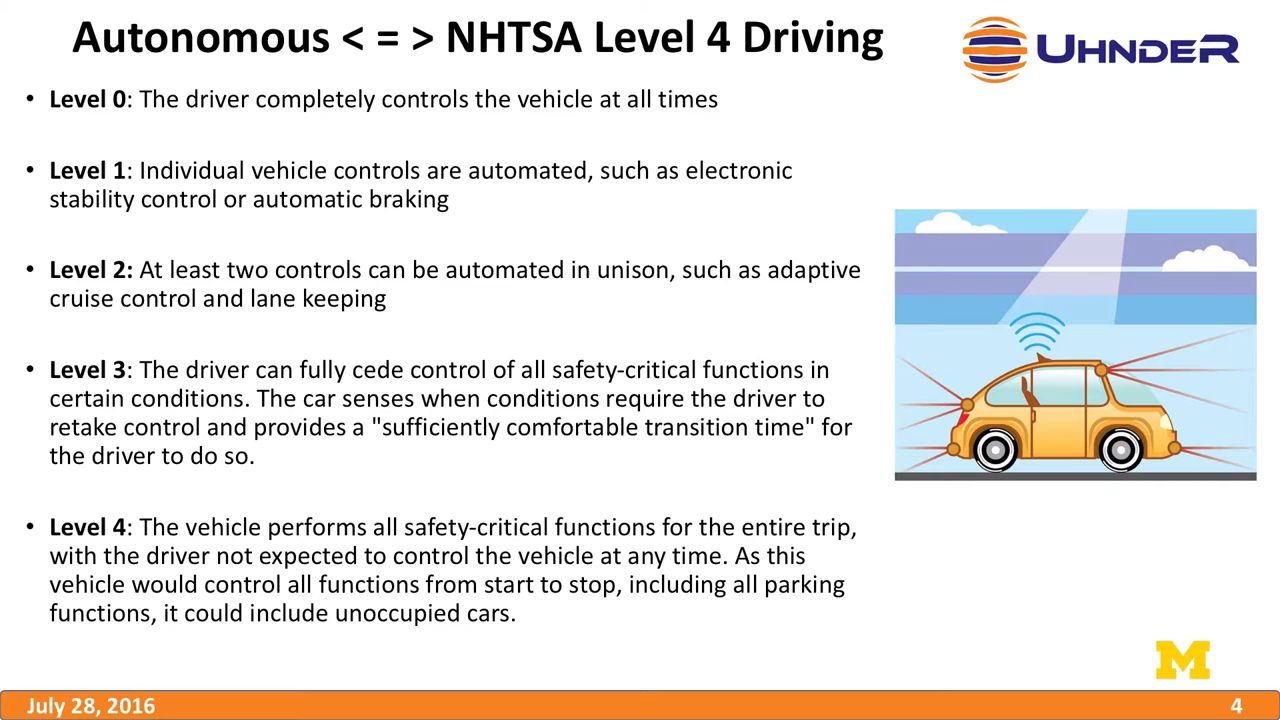 Autonomous < = > NHTSA Level 4 Driving
UHNDER
• Level 0: The driver completely controls the vehicle at all times
• Level 1: Individual vehicle controls are automated, such as electronic
stability control or automatic braking
• Level 2: At least two controls can be automated in unison, such as adaptive
cruise control and lane keeping
• Level 3: The driver can fully cede control of all safety-critical functions in
certain conditions. The car senses when conditions require the driver to
retake control and provides a "sufficiently comfortable transition time" for
the driver to do so.
• Level 4: The vehicle performs all safety-critical functions for the entire trip,
with the driver not expected to control the vehicle at any time. As this
vehicle would control all functions from start to stop, including all parking
functions, it could include unoccupied cars.
M
July 28, 2016
4